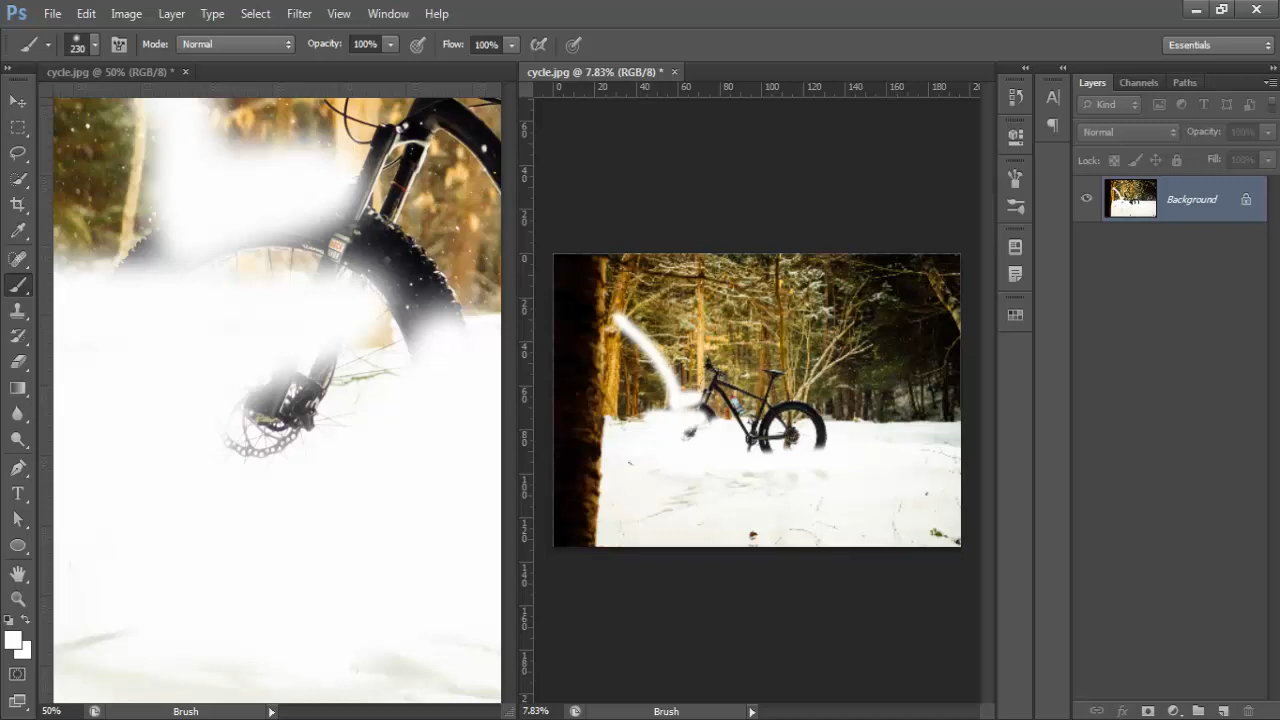 Ps File Edit Image Layer Type Select Filter View Window Help
230 Mode: Normal Opacity: 100% Flow: 100% Essentials
cycle.jpg @ 50% (RGB/8) * × cycle.jpg @ 7.83% (RGB/8) * ×
0 20 40 60 80 100 120 140 160 180
Layers Channels Paths
Kind
Normal Opacity: 100%
Lock: Fill: 100%
Background
50% Brush 7.83% Brush